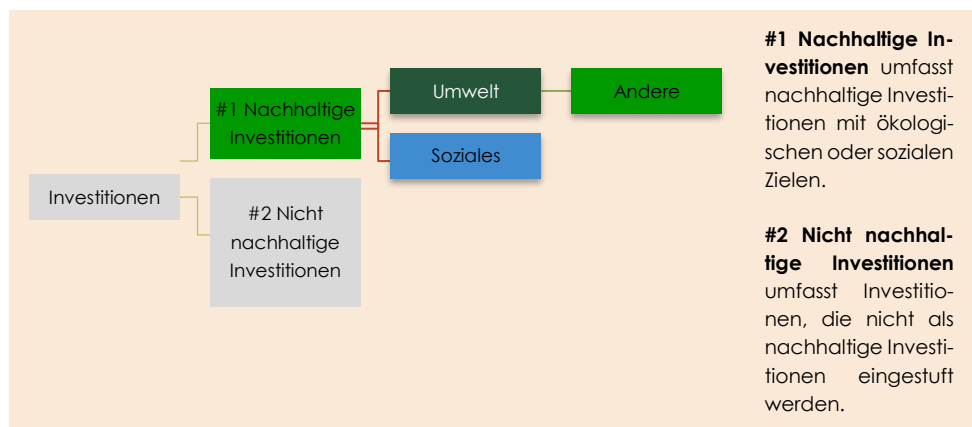 Investitionen
#1 Nachhaltige
Investitionen
#2 Nicht
nachhaltige
Investitionen
Umwelt
Soziales
Andere
#1 Nachhaltige In-
vestitionen umfasst
nachhaltige Investi-
tionen mit ökologi-
schen oder sozialen
Zielen.
#2 Nicht nachhal-
tige Investitionen
umfasst Investitio-
nen, die nicht als
nachhaltige Investi-
tionen eingestuft
werden.